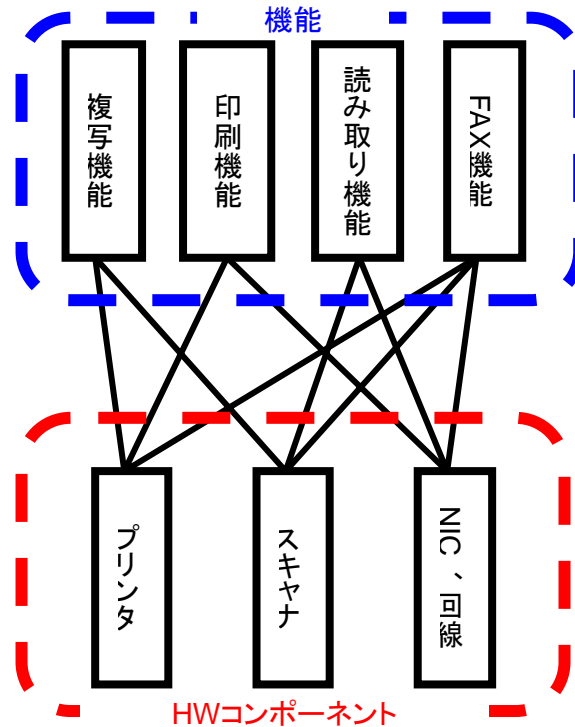 機能
複写機能
印刷機能
読み取り機能
FAX機能
プリンタ
スキャナ
NIC、回線
HWコンポーネント